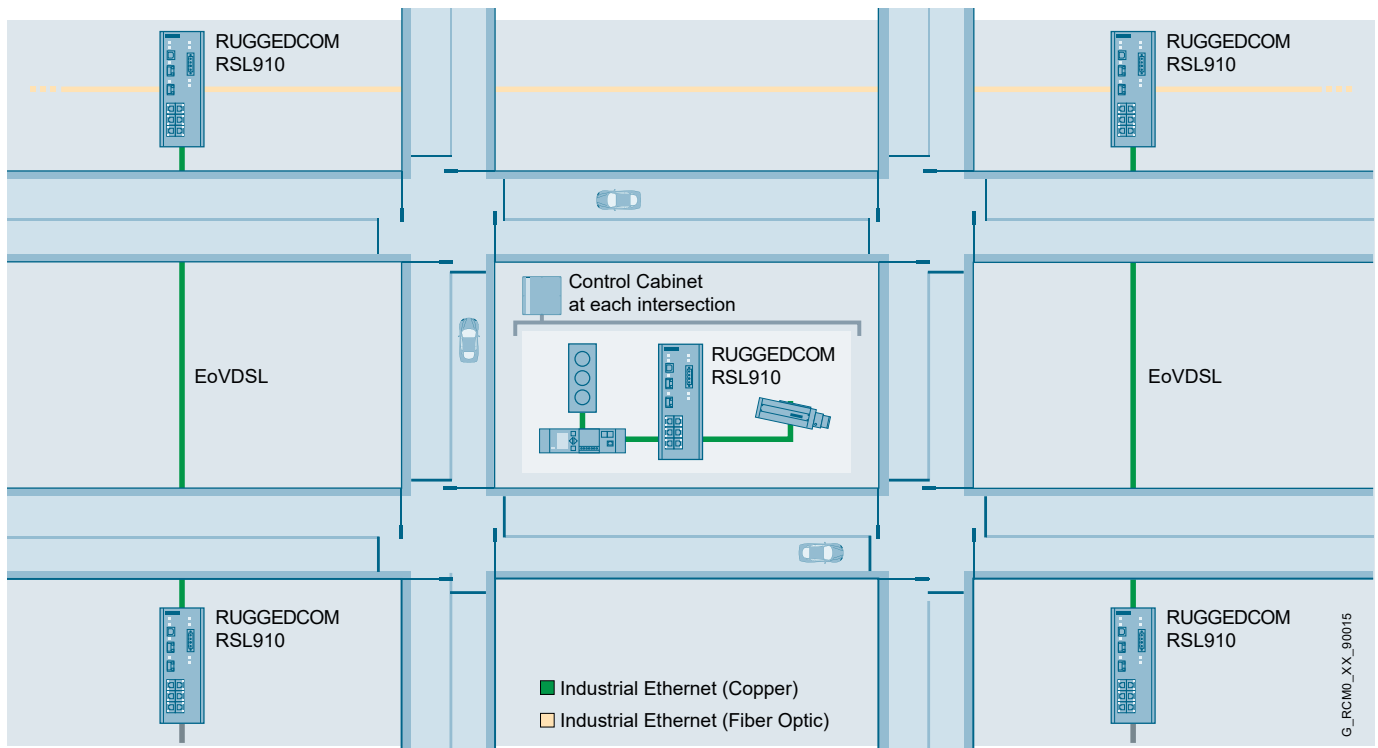 RUGGEDCOM
RSL910
RUGGEDCOM
RSL910
Control Cabinet
at each intersection
EoVDSL
RUGGEDCOM
RSL910
EoVDSL
RUGGEDCOM
RSL910
RUGGEDCOM
RSL910
Industrial Ethernet (Copper)
Industrial Ethernet (Fiber Optic)
G_RCM0_XX_90015